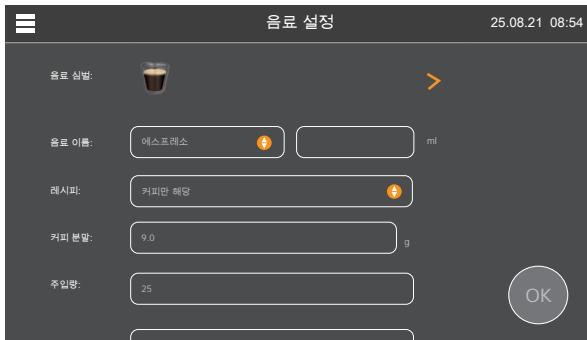 음료 설정 25.08.21 08:54
음료 심벌:
음료 이름: 에스프레소 ml
레시피: 커피만 해당
커피 분말: 9.0 g
주입량: 25
OK